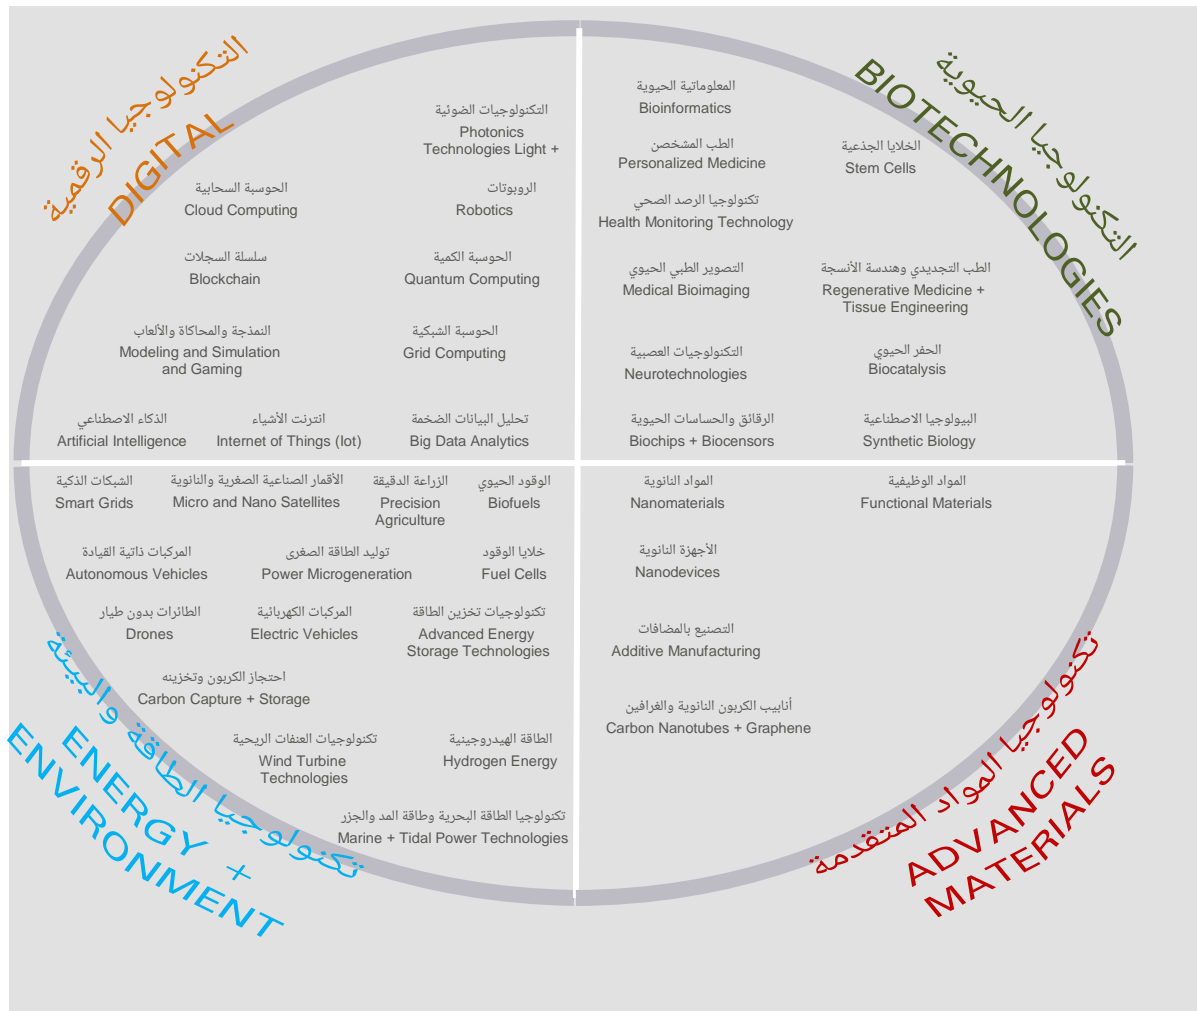 التكنولوجيا الرقمية
DIGITAL
التكنولوجيات الضوئية
Photonics
Technologies Light +
الحوسبة السحابية
Cloud Computing
الروبوتات
Robotics
سلسلة السجلات
Blockchain
الحوسبة الكمية
Quantum Computing
النمذجة والمحاكاة والألعاب
Modeling and Simulation
and Gaming
الحوسبة الشبكية
Grid Computing
الذكاء الاصطناعي
Artificial Intelligence
انترنت الأشياء
Internet of Things (Iot)
تحليل البيانات الضخمة
Big Data Analytics
التكنولوجيا الحيوية
BIOTECHNOLOGIES
المعلوماتية الحيوية
Bioinformatics
الطب المشخصن
Personalized Medicine
الخلايا الجذعية
Stem Cells
تكنولوجيا الرصد الصحي
Health Monitoring Technology
التصوير الطبي الحيوي
Medical Bioimaging
الطب التجديدي وهندسة الأنسجة
Regenerative Medicine +
Tissue Engineering
التكنولوجيات العصبية
Neurotechnologies
الحفر الحيوي
Biocatalysis
الرقائق والحساسات الحيوية
Biochips + Biocensors
البيولوجيا الاصطناعية
Synthetic Biology
الشبكات الذكية
Smart Grids
الأقمار الصناعية الصغرية والنانوية
Micro and Nano Satellites
الزراعة الدقيقة
Precision
Agriculture
الوقود الحيوي
Biofuels
المركبات ذاتية القيادة
Autonomous Vehicles
توليد الطاقة الصغرى
Power Microgeneration
خلايا الوقود
Fuel Cells
الطائرات بدون طيار
Drones
المركبات الكهربائية
Electric Vehicles
تكنولوجيات تخزين الطاقة
Advanced Energy
Storage Technologies
احتجاز الكربون وتخزينه
Carbon Capture + Storage
تكنولوجيات العنفات الريحية
Wind Turbine
Technologies
الطاقة الهيدروجينية
Hydrogen Energy
تكنولوجيا الطاقة البحرية وطاقة المد والجزر
Marine + Tidal Power Technologies
تكنولوجيا الطاقة والبيئة
ENERGY +
ENVIRONMENT
المواد النانوية
Nanomaterials
المواد الوظيفية
Functional Materials
الأجهزة النانوية
Nanodevices
التصنيع بالمضافات
Additive Manufacturing
أنابيب الكربون النانوية والغرافين
Carbon Nanotubes + Graphene
تكنولوجيا المواد المتقدمة
ADVANCED
MATERIALS